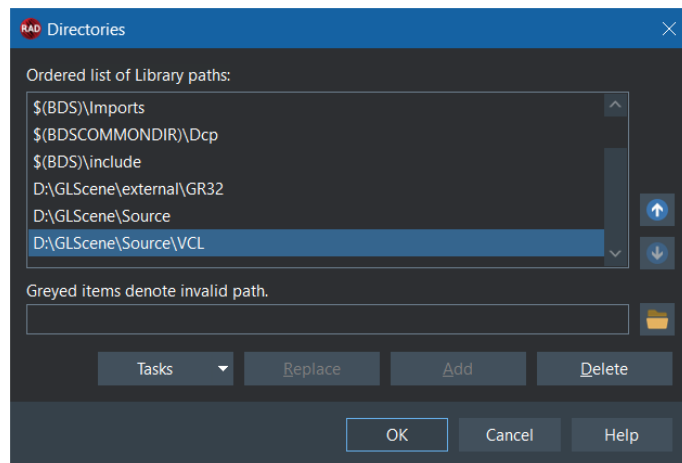 RAD Directories
Ordered list of Library paths:
$(BDS)\Imports
$(BDSCOMMONDIR)\Dcp
$(BDS)\include
D:\GLScene\external\GR32
D:\GLScene\Source
D:\GLScene\Source\VCL
Greyed items denote invalid path.
Tasks Replace Add Delete
OK Cancel Help